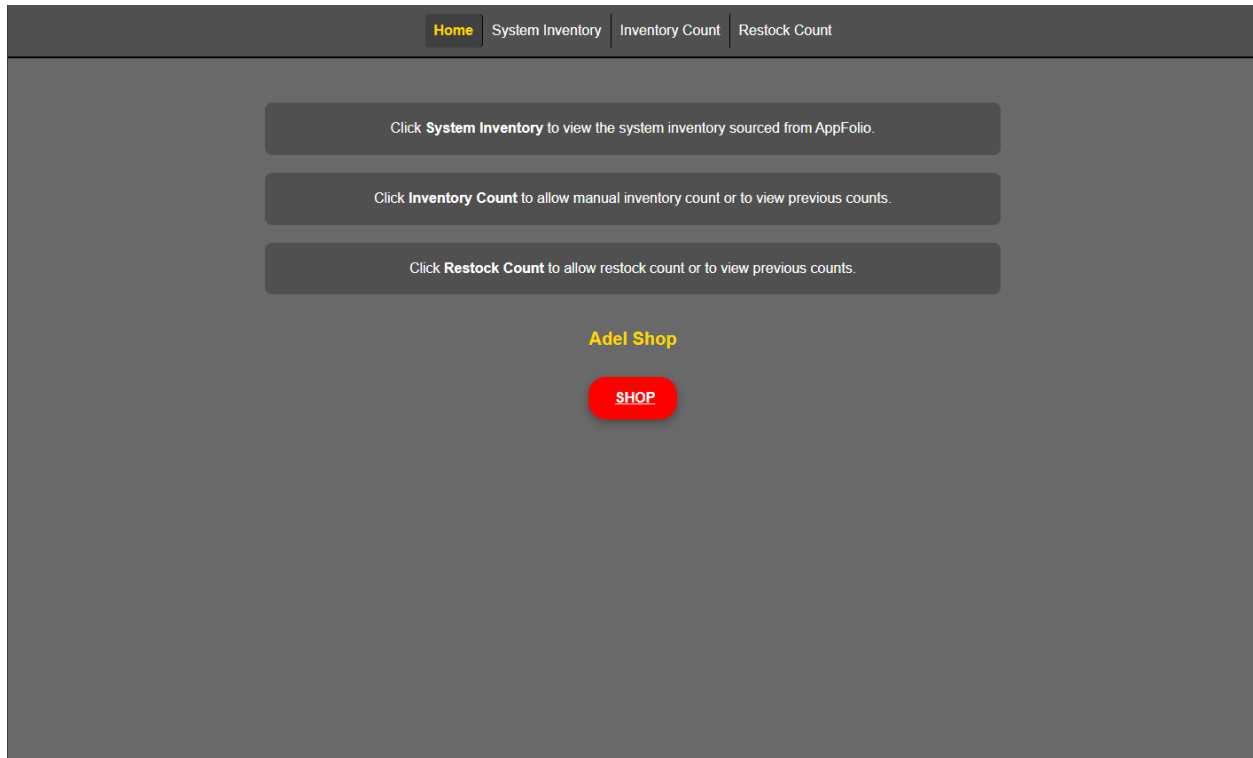 Home System Inventory Inventory Count Restock Count
Click System Inventory to view the system inventory sourced from AppFolio.
Click Inventory Count to allow manual inventory count or to view previous counts.
Click Restock Count to allow restock count or to view previous counts.
Adel Shop
SHOP